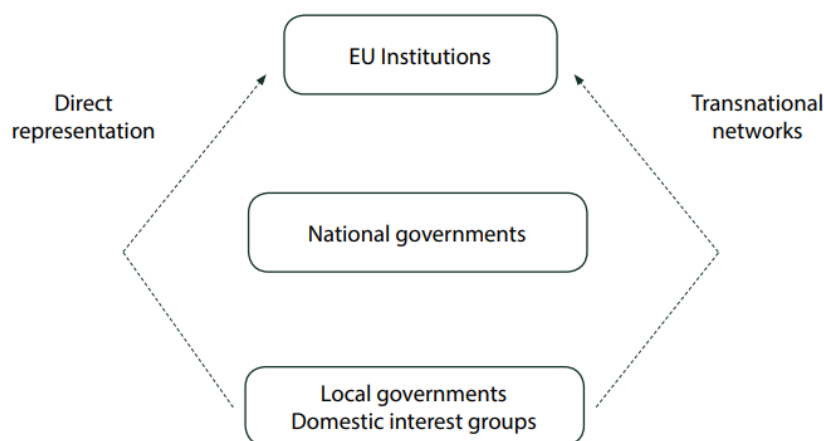 EU Institutions
Direct
representation
Transnational
networks
National governments
Local governments
Domestic interest groups